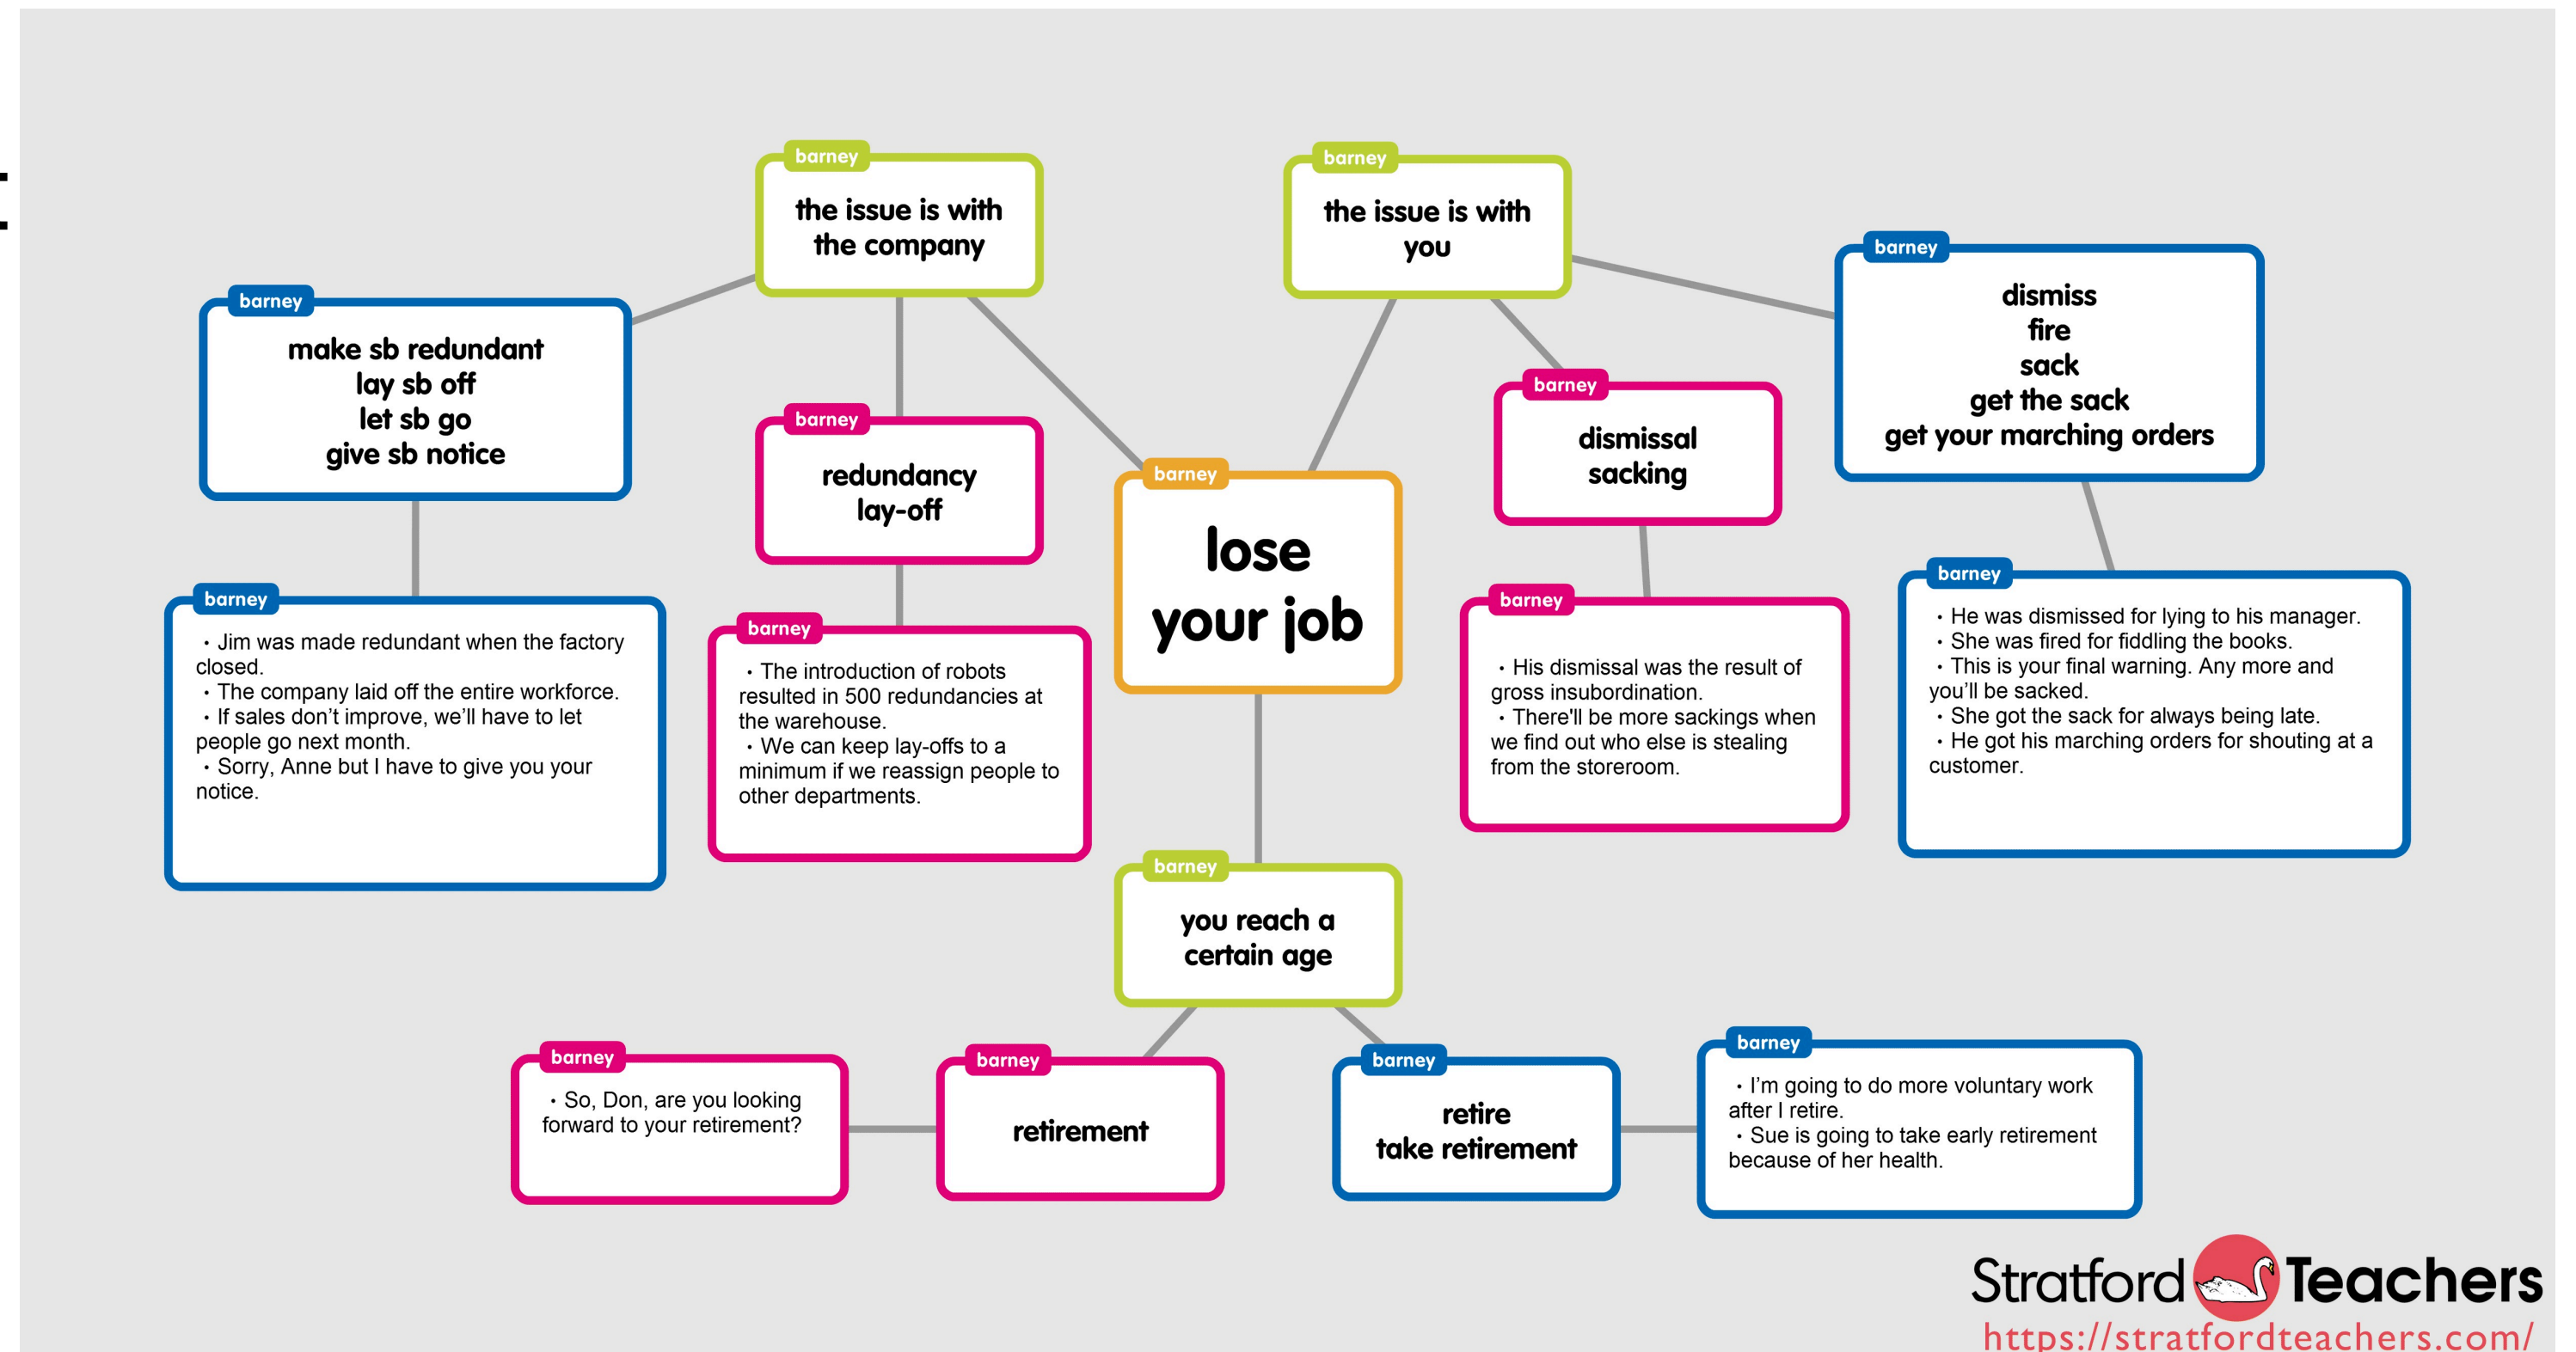 barney
the issue is with
the company
barney
the issue is with
you
barney
make sb redundant
lay sb off
let sb go
give sb notice
barney
redundancy
lay-off
barney
lose
your job
barney
dismissal
sacking
barney
dismiss
fire
sack
get the sack
get your marching orders
barney
· Jim was made redundant when the factory
closed.
· The company laid off the entire workforce.
· If sales don’t improve, we’ll have to let
people go next month.
· Sorry, Anne but I have to give you your
notice.
barney
· The introduction of robots
resulted in 500 redundancies at
the warehouse.
· We can keep lay-offs to a
minimum if we reassign people to
other departments.
barney
· His dismissal was the result of
gross insubordination.
· There'll be more sackings when
we find out who else is stealing
from the storeroom.
barney
· He was dismissed for lying to his manager.
· She was fired for fiddling the books.
· This is your final warning. Any more and
you’ll be sacked.
· She got the sack for always being late.
· He got his marching orders for shouting at a
customer.
barney
you reach a
certain age
barney
· So, Don, are you looking
forward to your retirement?
barney
retirement
barney
retire
take retirement
barney
· I’m going to do more voluntary work
after I retire.
· Sue is going to take early retirement
because of her health.
Stratford Teachers
https://stratfordteachers.com/